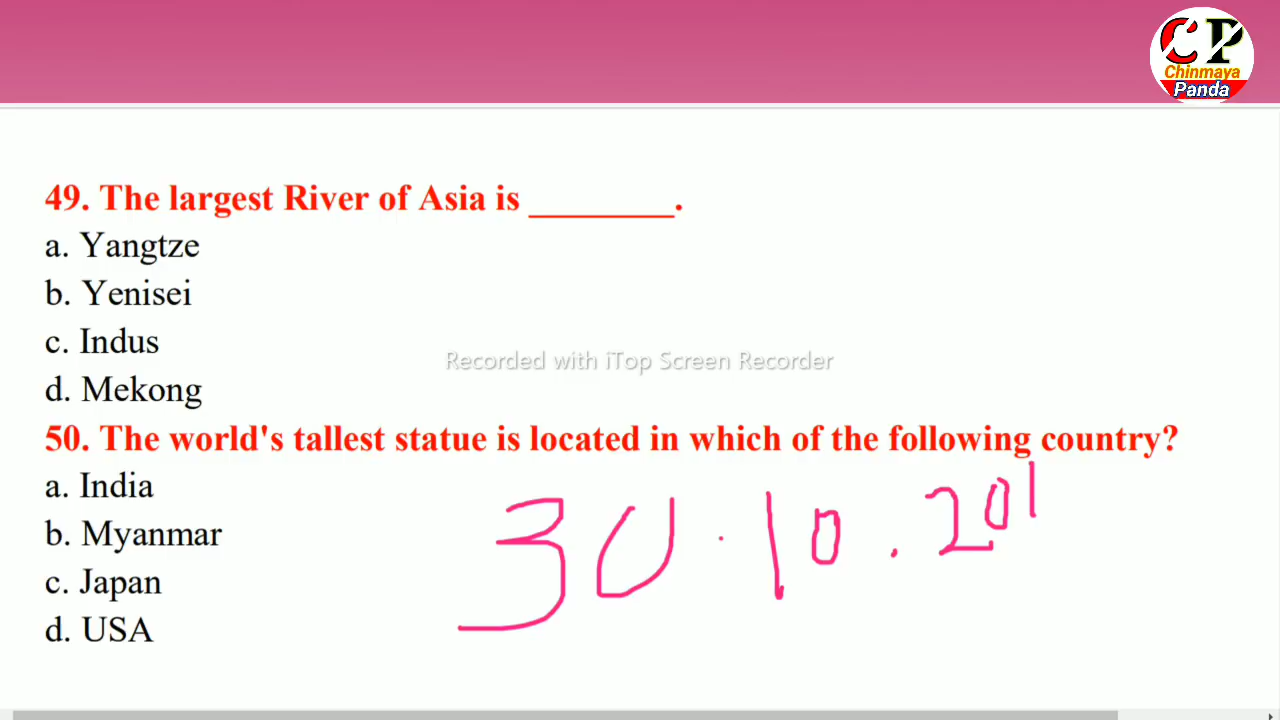 CP
Chinmaya
Panda
49. The largest River of Asia is ________.
a. Yangtze
b. Yenisei
c. Indus
Recorded with iTop Screen Recorder
d. Mekong
50. The world's tallest statue is located in which of the following country?
a. India
b. Myanmar
c. Japan
d. USA
30.10.201